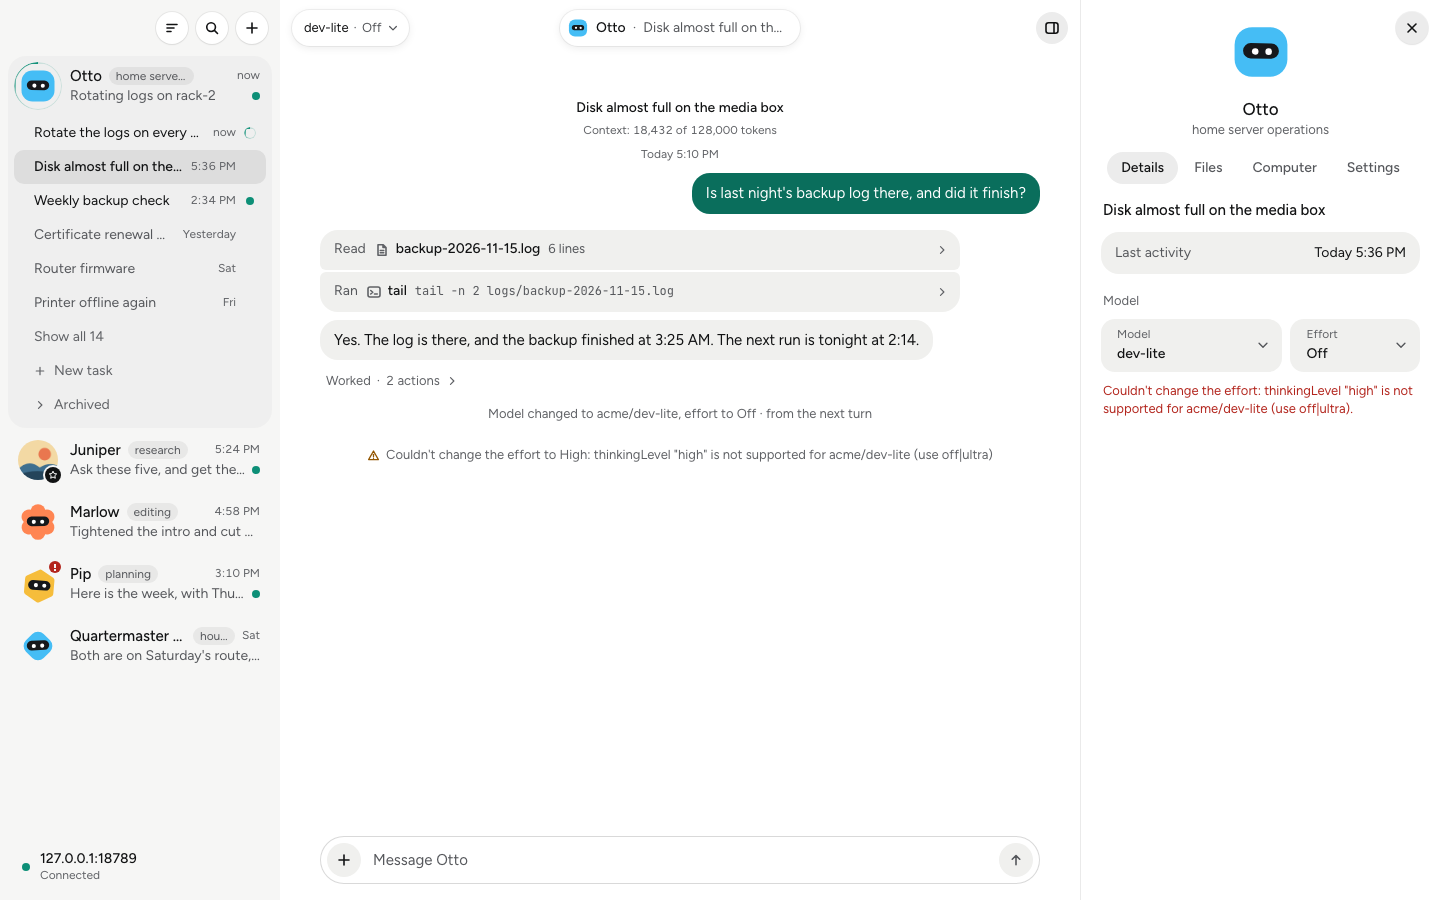 Otto home serve... now
Rotating logs on rack-2
Rotate the logs on every ... now
Disk almost full on the... 5:36 PM
Weekly backup check 2:34 PM
Certificate renewal ... Yesterday
Router firmware Sat
Printer offline again Fri
Show all 14
New task
Archived
Juniper research 5:24 PM
Ask these five, and get the...
Marlow editing 4:58 PM
Tightened the intro and cut ...
Pip planning 3:10 PM
Here is the week, with Thu...
Quartermaster ... hou... Sat
Both are on Saturday's route,...
127.0.0.1:18789
Connected
dev-lite · Off
Otto · Disk almost full on th...
Disk almost full on the media box
Context: 18,432 of 128,000 tokens
Today 5:10 PM
Is last night's backup log there, and did it finish?
Read backup-2026-11-15.log 6 lines
Ran tail tail -n 2 logs/backup-2026-11-15.log
Yes. The log is there, and the backup finished at 3:25 AM. The next run is tonight at 2:14.
Worked · 2 actions
Model changed to acme/dev-lite, effort to Off · from the next turn
Couldn't change the effort to High: thinkingLevel "high" is not supported for acme/dev-lite (use off|ultra)
Message Otto
Otto
home server operations
Details Files Computer Settings
Disk almost full on the media box
Last activity Today 5:36 PM
Model
Model Effort
dev-lite Off
Couldn't change the effort: thinkingLevel "high" is not
supported for acme/dev-lite (use off|ultra).